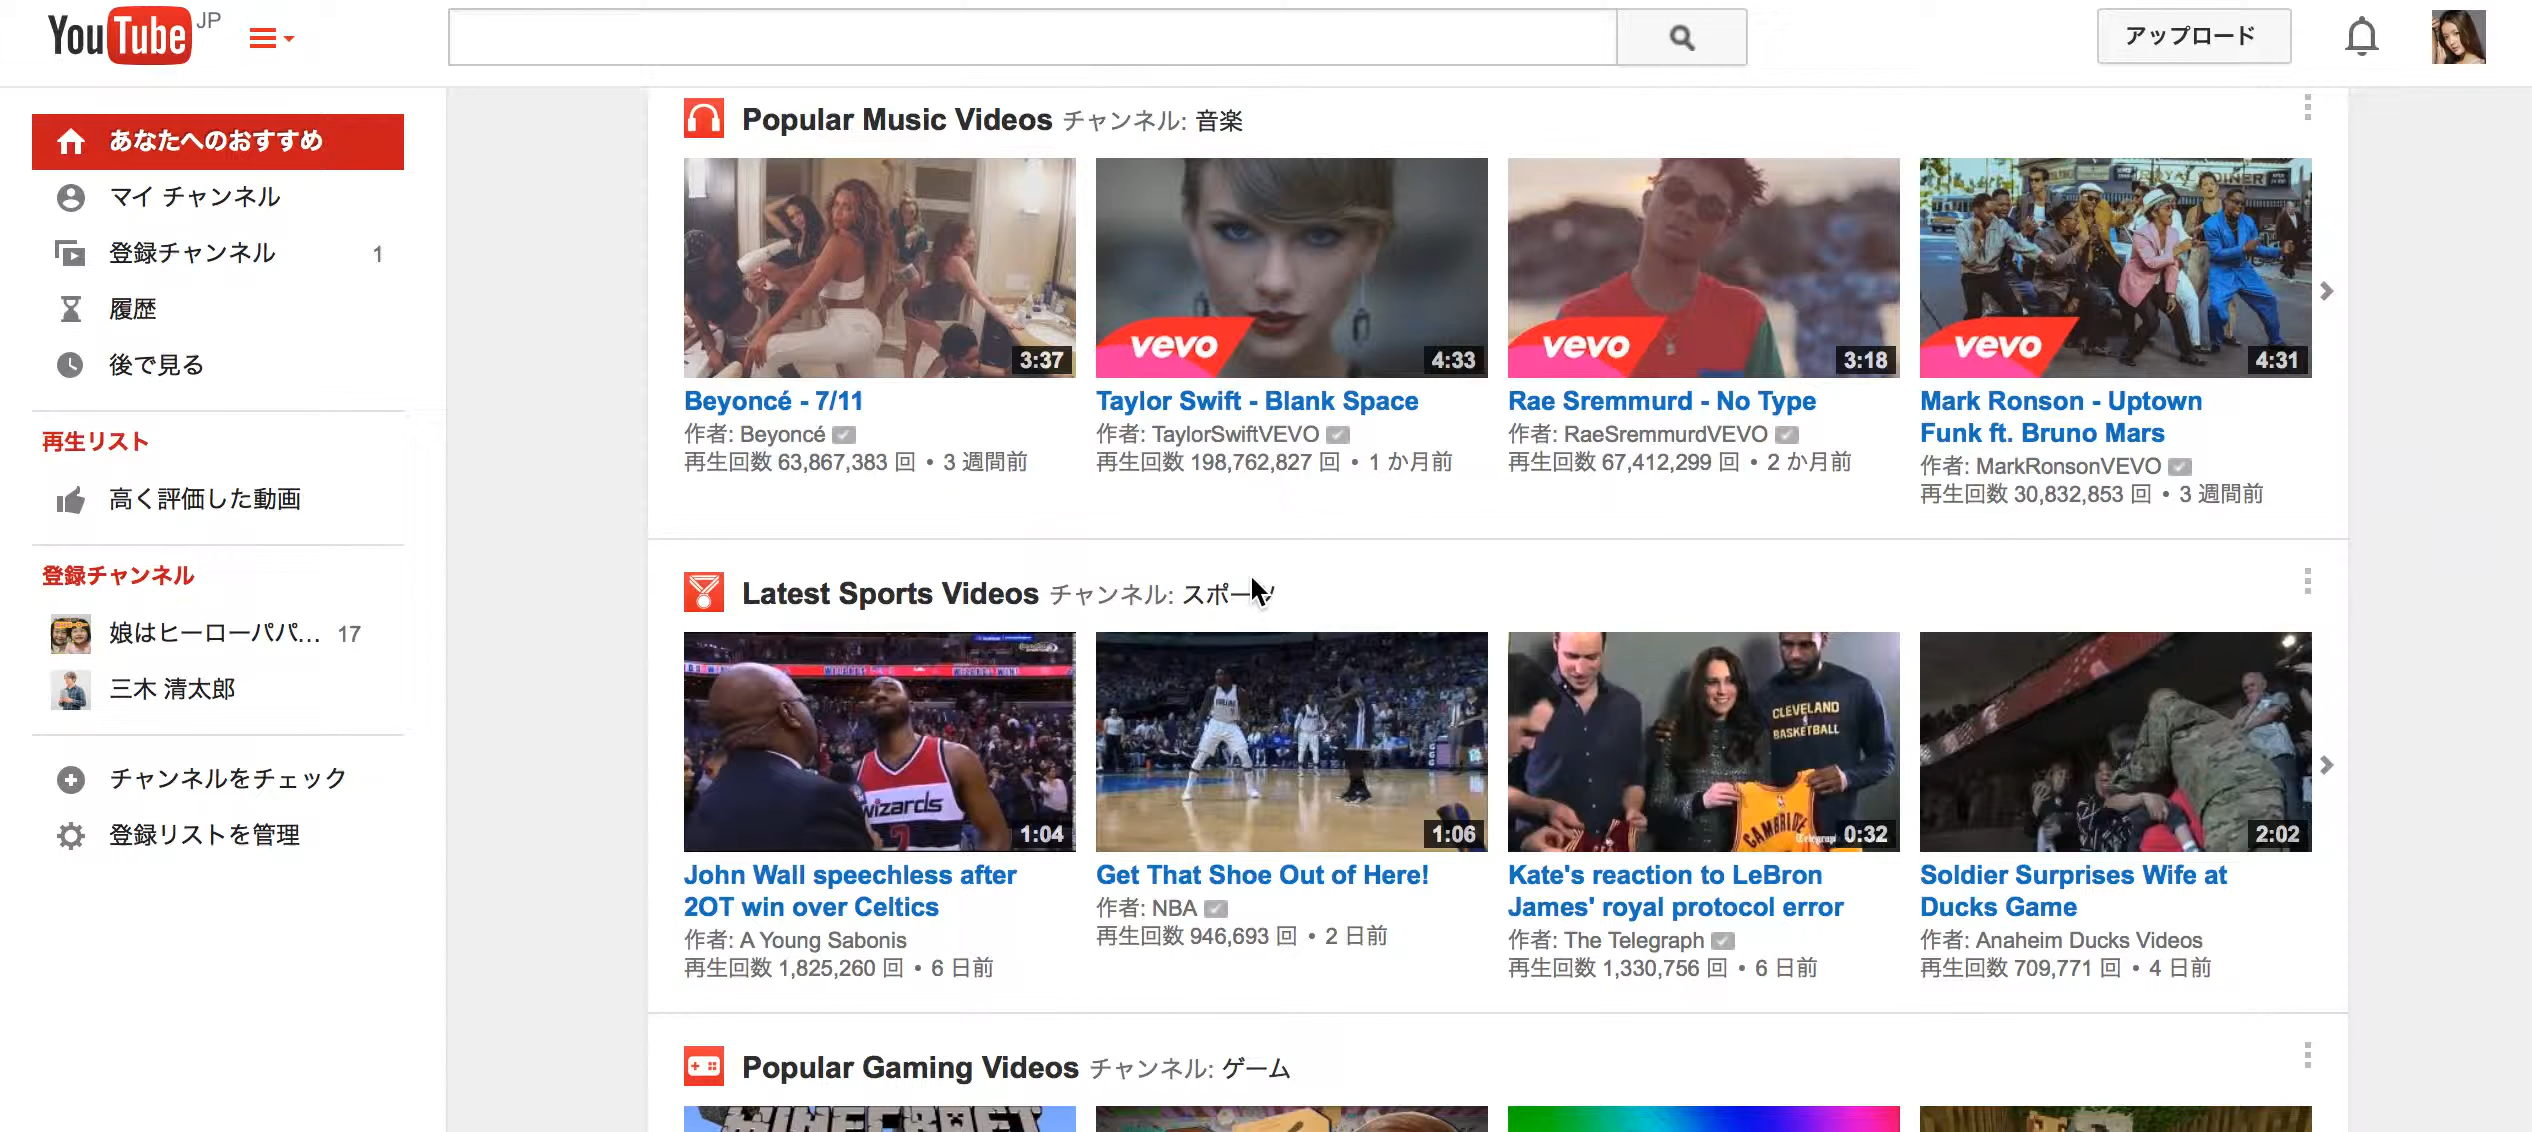 YouTube JP
アップロード
あなたへのおすすめ
マイ チャンネル
登録チャンネル 1
履歴
後で見る
再生リスト
高く評価した動画
登録チャンネル
娘はヒーローパパ... 17
三木 清太郎
チャンネルをチェック
登録リストを管理
Popular Music Videos チャンネル: 音楽
ROYAL DINER
3:37
vevo 4:33
vevo 3:18
vevo 4:31
Beyoncé - 7/11
作者: Beyoncé
再生回数 63,867,383 回 • 3 週間前
Taylor Swift - Blank Space
作者: TaylorSwiftVEVO
再生回数 198,762,827 回 • 1 か月前
Rae Sremmurd - No Type
作者: RaeSremmurdVEVO
再生回数 67,412,299 回 • 2 か月前
Mark Ronson - Uptown
Funk ft. Bruno Mars
作者: MarkRonsonVEVO
再生回数 30,832,853 回 • 3 週間前
Latest Sports Videos チャンネル: スポーツ
wizards
1:04
1:06
CLEVELAND
BASKETBALL
CAMBRIDGE
Telegraph
0:32
2:02
John Wall speechless after
2OT win over Celtics
作者: A Young Sabonis
再生回数 1,825,260 回 • 6 日前
Get That Shoe Out of Here!
作者: NBA
再生回数 946,693 回 • 2 日前
Kate's reaction to LeBron
James' royal protocol error
作者: The Telegraph
再生回数 1,330,756 回 • 6 日前
Soldier Surprises Wife at
Ducks Game
作者: Anaheim Ducks Videos
再生回数 709,771 回 • 4 日前
Popular Gaming Videos チャンネル: ゲーム
MINECRAFT